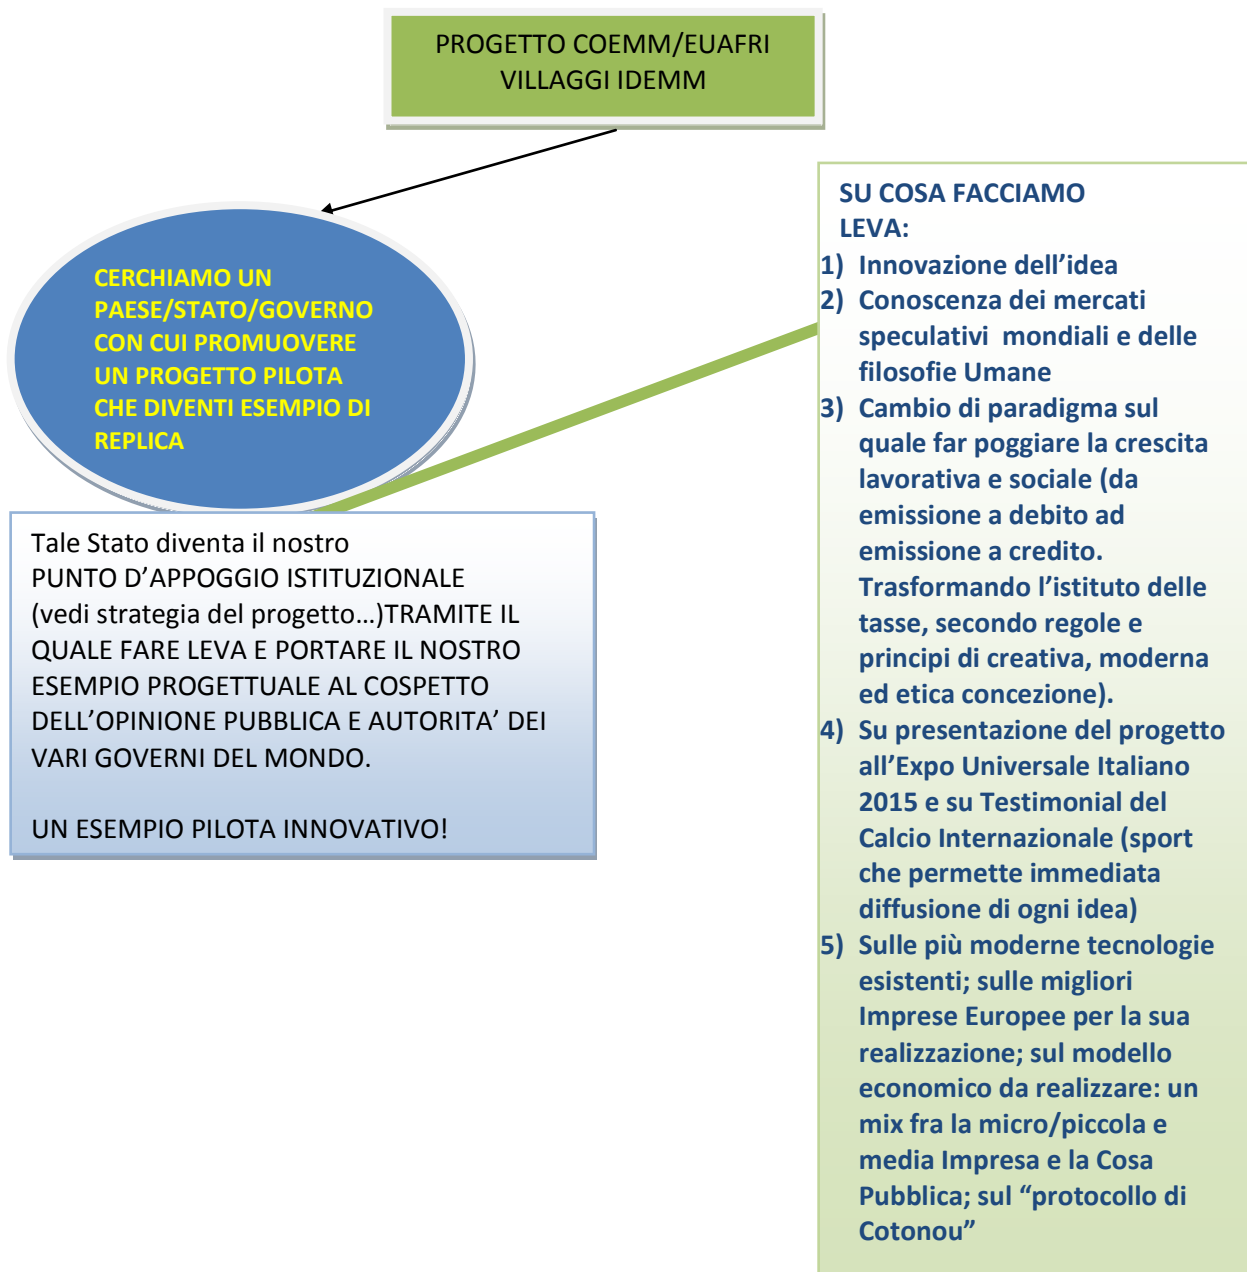 PROGETTO COEMM/EUAFRI
VILLAGGI IDEMM
CERCHIAMO UN
PAESE/STATO/GOVERNO
CON CUI PROMUOVERE
UN PROGETTO PILOTA
CHE DIVENTI ESEMPIO DI
REPLICA
Tale Stato diventa il nostro
PUNTO D’APPOGGIO ISTITUZIONALE
(vedi strategia del progetto…)TRAMITE IL
QUALE FARE LEVA E PORTARE IL NOSTRO
ESEMPIO PROGETTUALE AL COSPETTO
DELL’OPINIONE PUBBLICA E AUTORITA’ DEI
VARI GOVERNI DEL MONDO.
UN ESEMPIO PILOTA INNOVATIVO!
SU COSA FACCIAMO
LEVA:
1) Innovazione dell’idea
2) Conoscenza dei mercati
speculativi mondiali e delle
filosofie Umane
3) Cambio di paradigma sul
quale far poggiare la crescita
lavorativa e sociale (da
emissione a debito ad
emissione a credito.
Trasformando l’istituto delle
tasse, secondo regole e
principi di creativa, moderna
ed etica concezione).
4) Su presentazione del progetto
all’Expo Universale Italiano
2015 e su Testimonial del
Calcio Internazionale (sport
che permette immediata
diffusione di ogni idea)
5) Sulle più moderne tecnologie
esistenti; sulle migliori
Imprese Europee per la sua
realizzazione; sul modello
economico da realizzare: un
mix fra la micro/piccola e
media Impresa e la Cosa
Pubblica; sul “protocollo di
Cotonou”